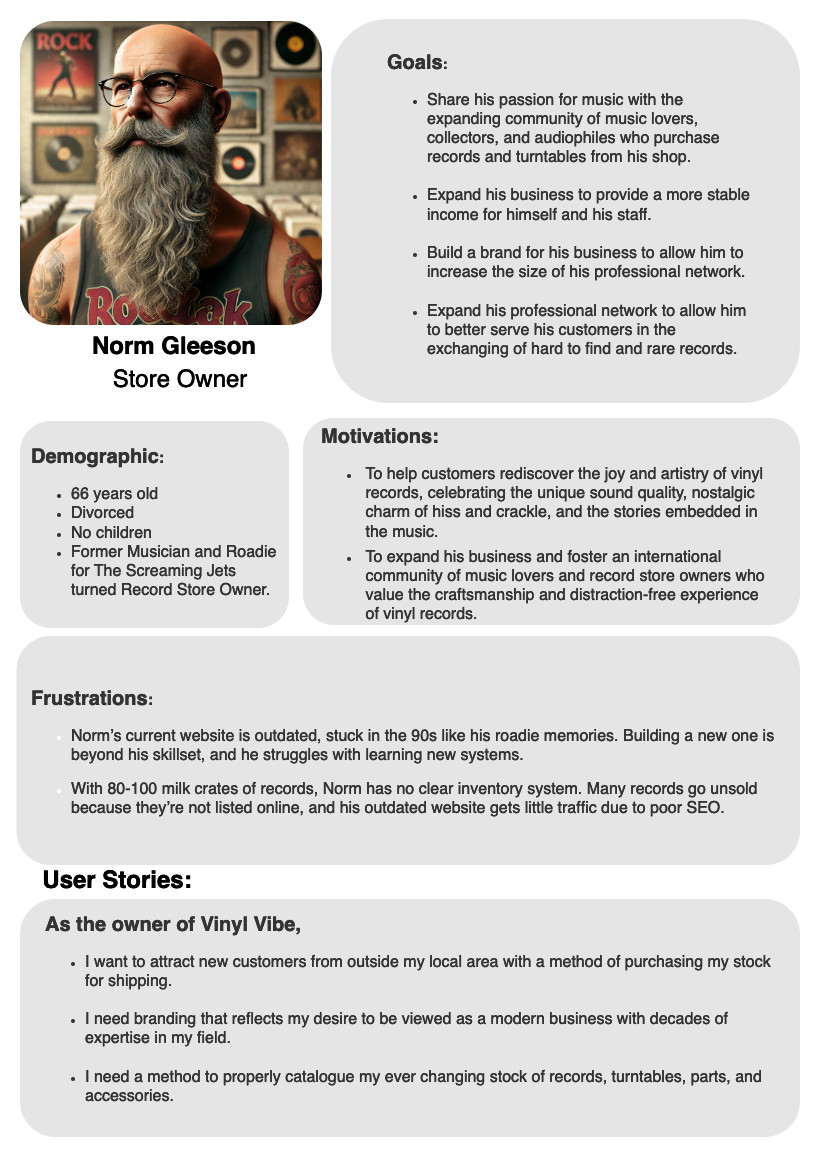 ROCK
Norm Gleeson
Store Owner
Goals:
• Share his passion for music with the
expanding community of music lovers,
collectors, and audiophiles who purchase
records and turntables from his shop.
• Expand his business to provide a more stable
income for himself and his staff.
• Build a brand for his business to allow him to
increase the size of his professional network.
• Expand his professional network to allow him
to better serve his customers in the
exchanging of hard to find and rare records.
Demographic:
• 66 years old
• Divorced
• No children
• Former Musician and Roadie
for The Screaming Jets
turned Record Store Owner.
Motivations:
• To help customers rediscover the joy and artistry of vinyl
records, celebrating the unique sound quality, nostalgic
charm of hiss and crackle, and the stories embedded in
the music.
• To expand his business and foster an international
community of music lovers and record store owners who
value the craftsmanship and distraction-free experience
of vinyl records.
Frustrations:
• Norm’s current website is outdated, stuck in the 90s like his roadie memories. Building a new one is
beyond his skillset, and he struggles with learning new systems.
• With 80-100 milk crates of records, Norm has no clear inventory system. Many records go unsold
because they’re not listed online, and his outdated website gets little traffic due to poor SEO.
User Stories:
As the owner of Vinyl Vibe,
• I want to attract new customers from outside my local area with a method of purchasing my stock
for shipping.
• I need branding that reflects my desire to be viewed as a modern business with decades of
expertise in my field.
• I need a method to properly catalogue my ever changing stock of records, turntables, parts, and
accessories.